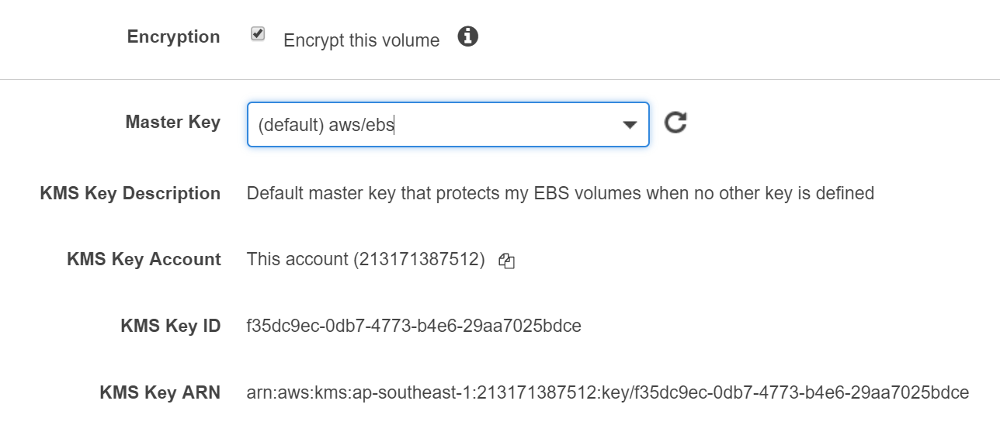 Encryption Encrypt this volume
Master Key (default) aws/ebs
KMS Key Description Default master key that protects my EBS volumes when no other key is defined
KMS Key Account This account (213171387512)
KMS Key ID f35dc9ec-0db7-4773-b4e6-29aa7025bdce
KMS Key ARN arn:aws:kms:ap-southeast-1:213171387512:key/f35dc9ec-0db7-4773-b4e6-29aa7025bdce